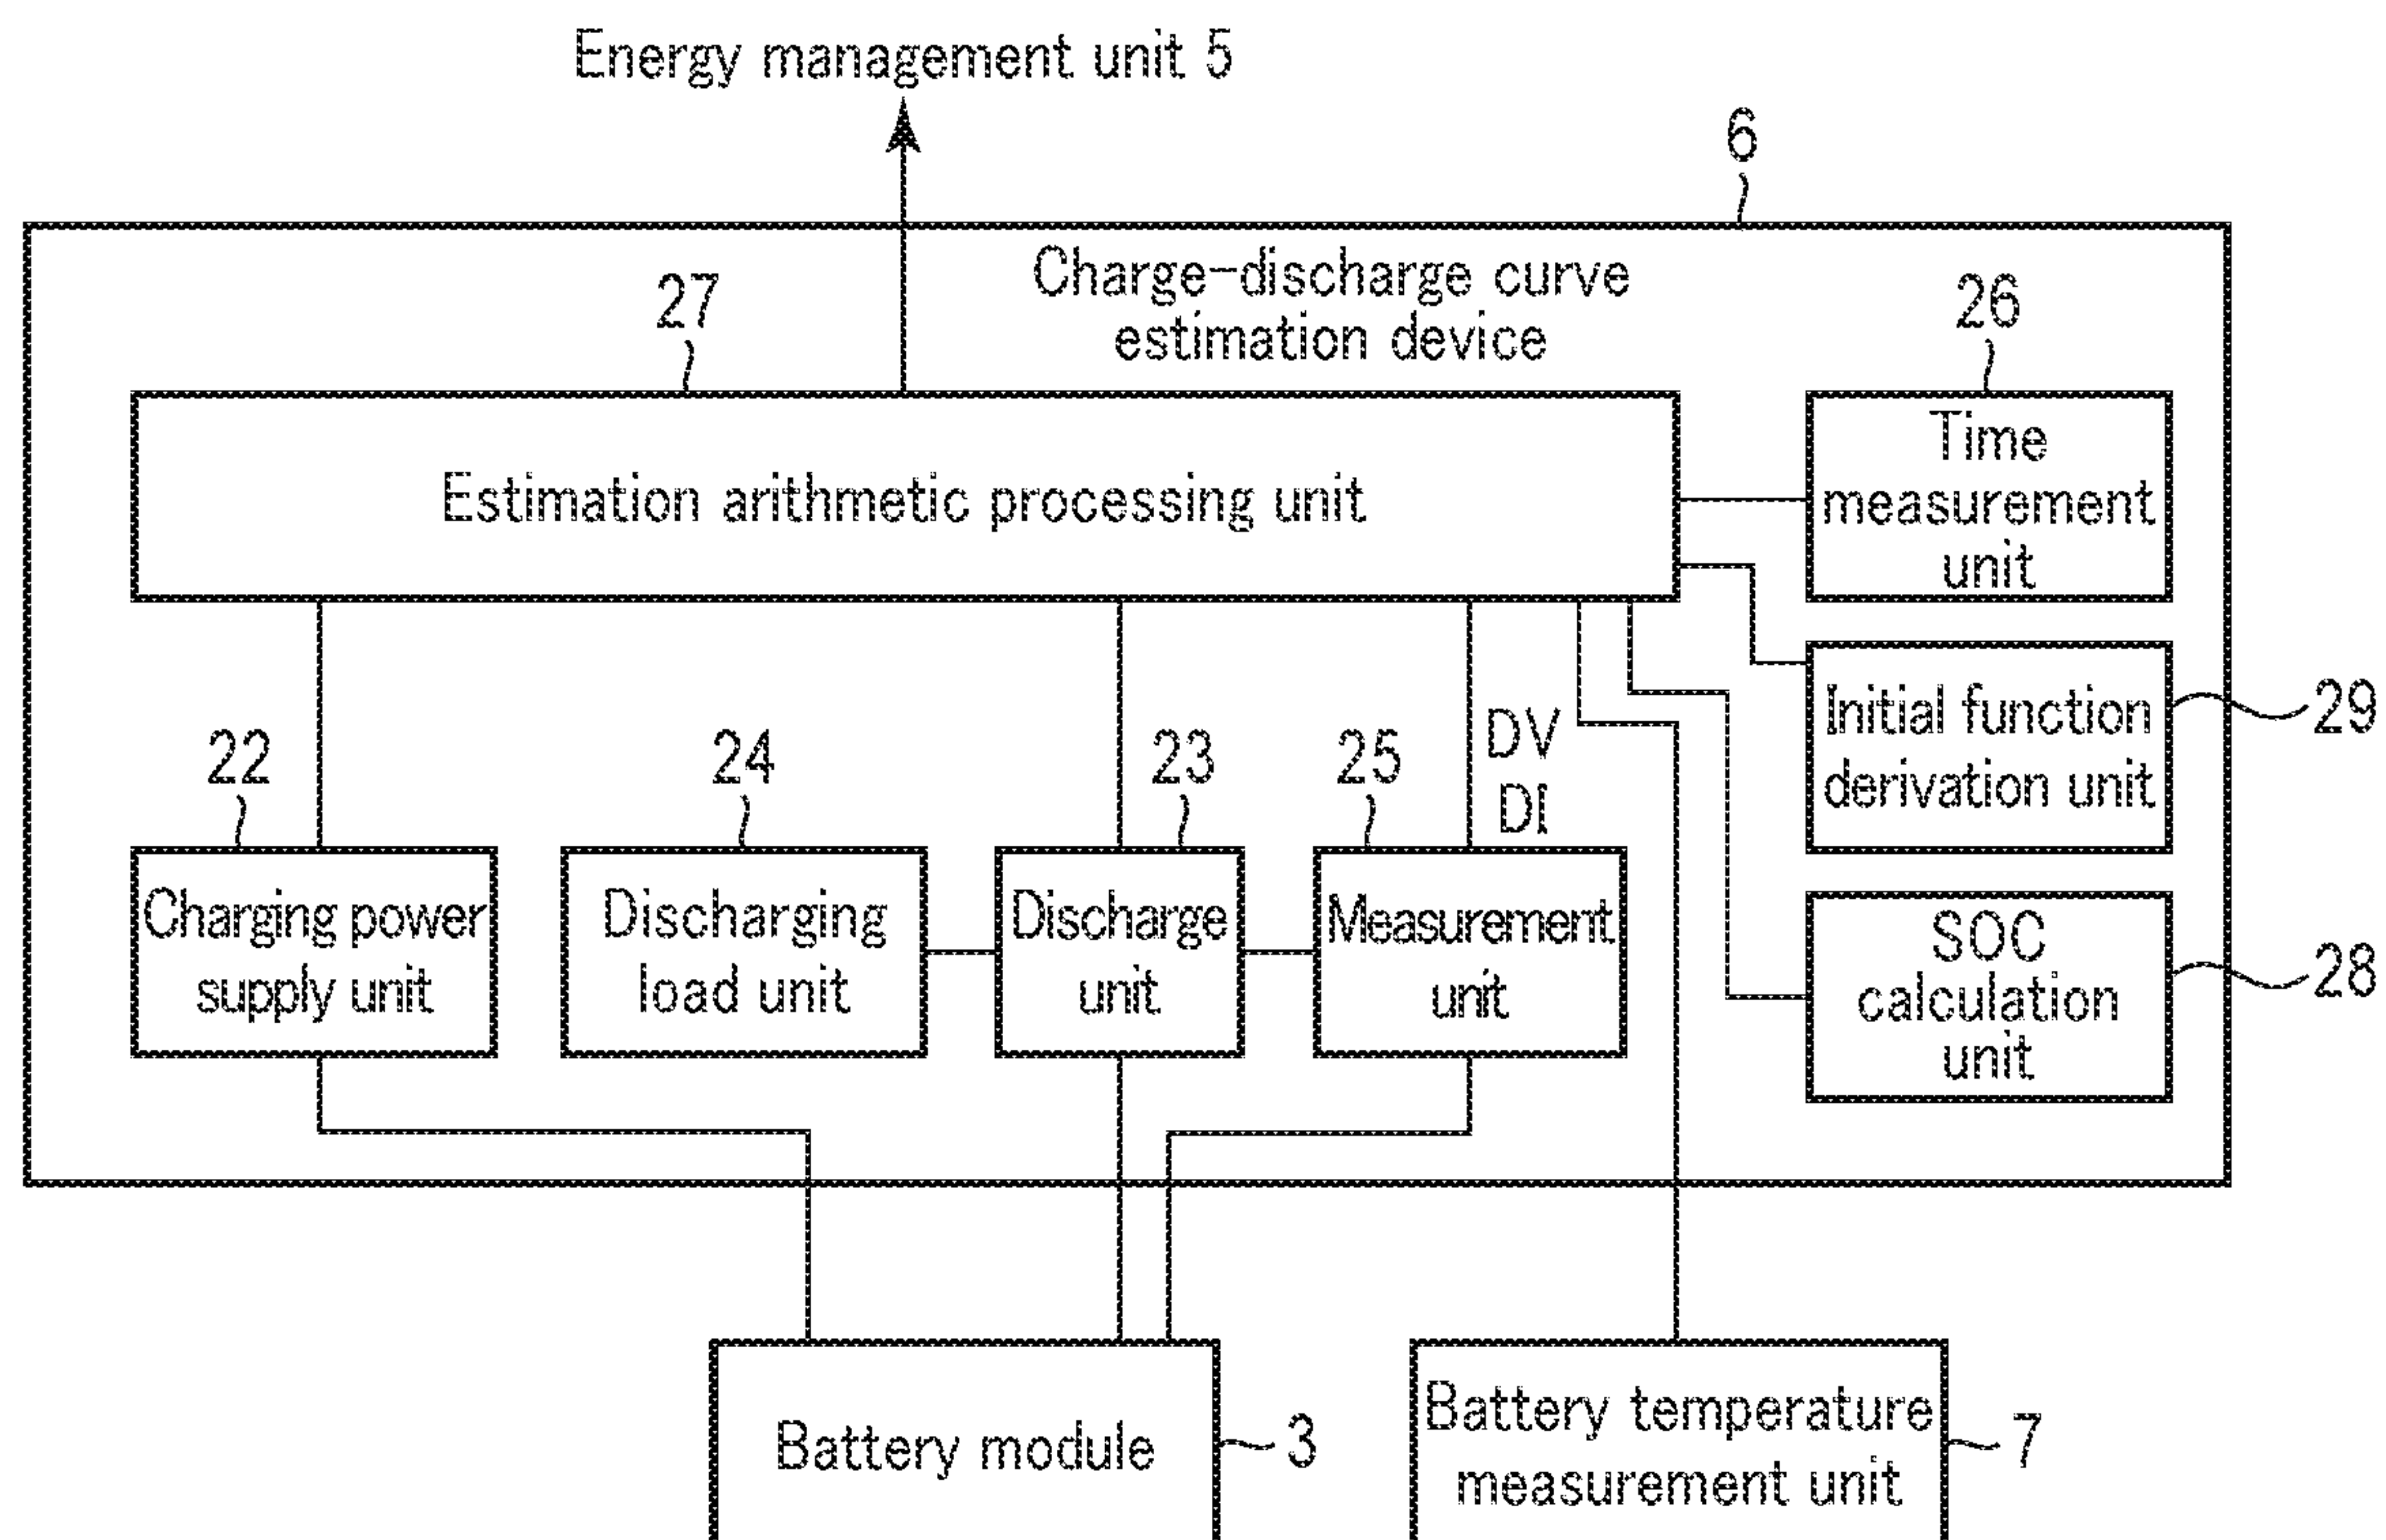 Energy management unit 5
6
Charge-discharge curve
estimation device
27
26
Estimation arithmetic processing unit
Time
measurement
unit
Initial function
derivation unit
29
22
24
23
25
DV
DI
Charging power
supply unit
Discharging
load unit
Discharge
unit
Measurement
unit
SOC
calculation
unit
28
Battery module
3
Battery temperature
measurement unit
7